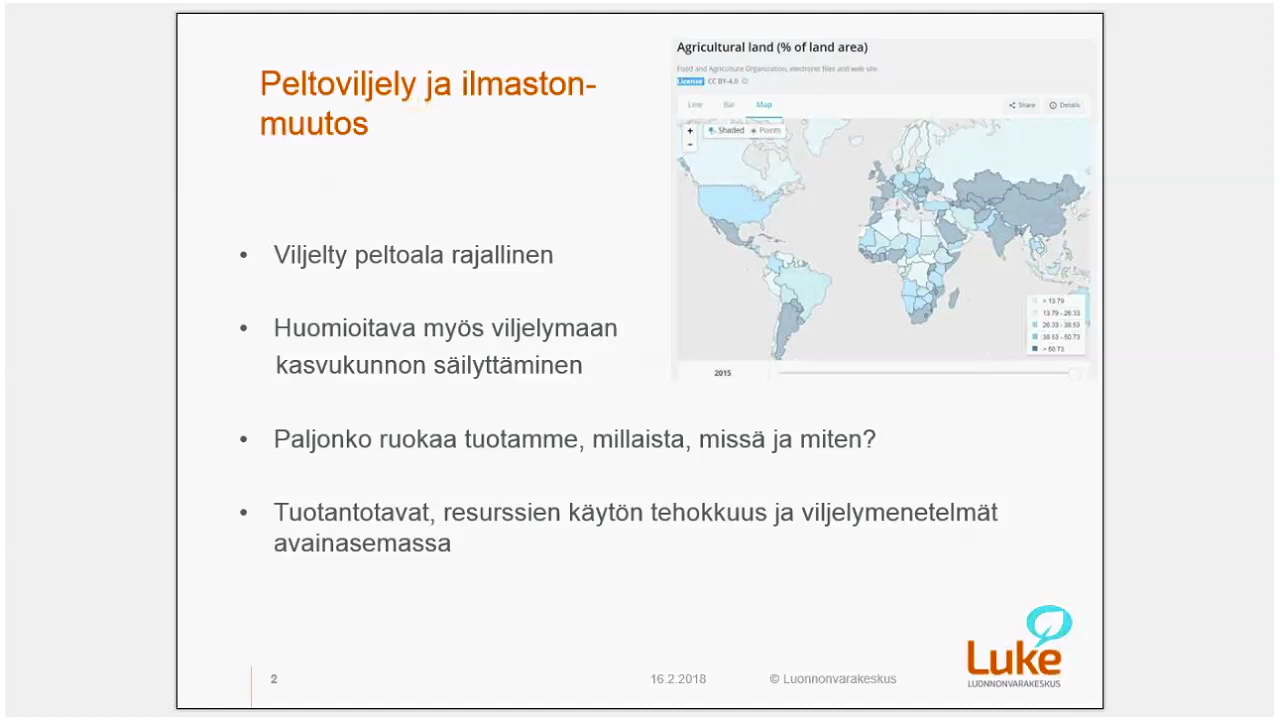 Peltoviljely ja ilmaston-
muutos
Agricultural land (% of land area)
Food and Agriculture Organization, electronic files and web site.
License CC BY-4.0
Line Bar Map Share Details
+ Shaded Points
-
• Viljelty peltoala rajallinen
• Huomioitava myös viljelymaan
kasvukunnon säilyttäminen
< 13.79
13.79 - 26.33
26.33 - 38.53
38.53 - 60.73
> 60.73
2015
• Paljonko ruokaa tuotamme, millaista, missä ja miten?
• Tuotantotavat, resurssien käytön tehokkuus ja viljelymenetelmät
avainasemassa
2 16.2.2018 © Luonnonvarakeskus
Luke
LUONNONVARAKESKUS